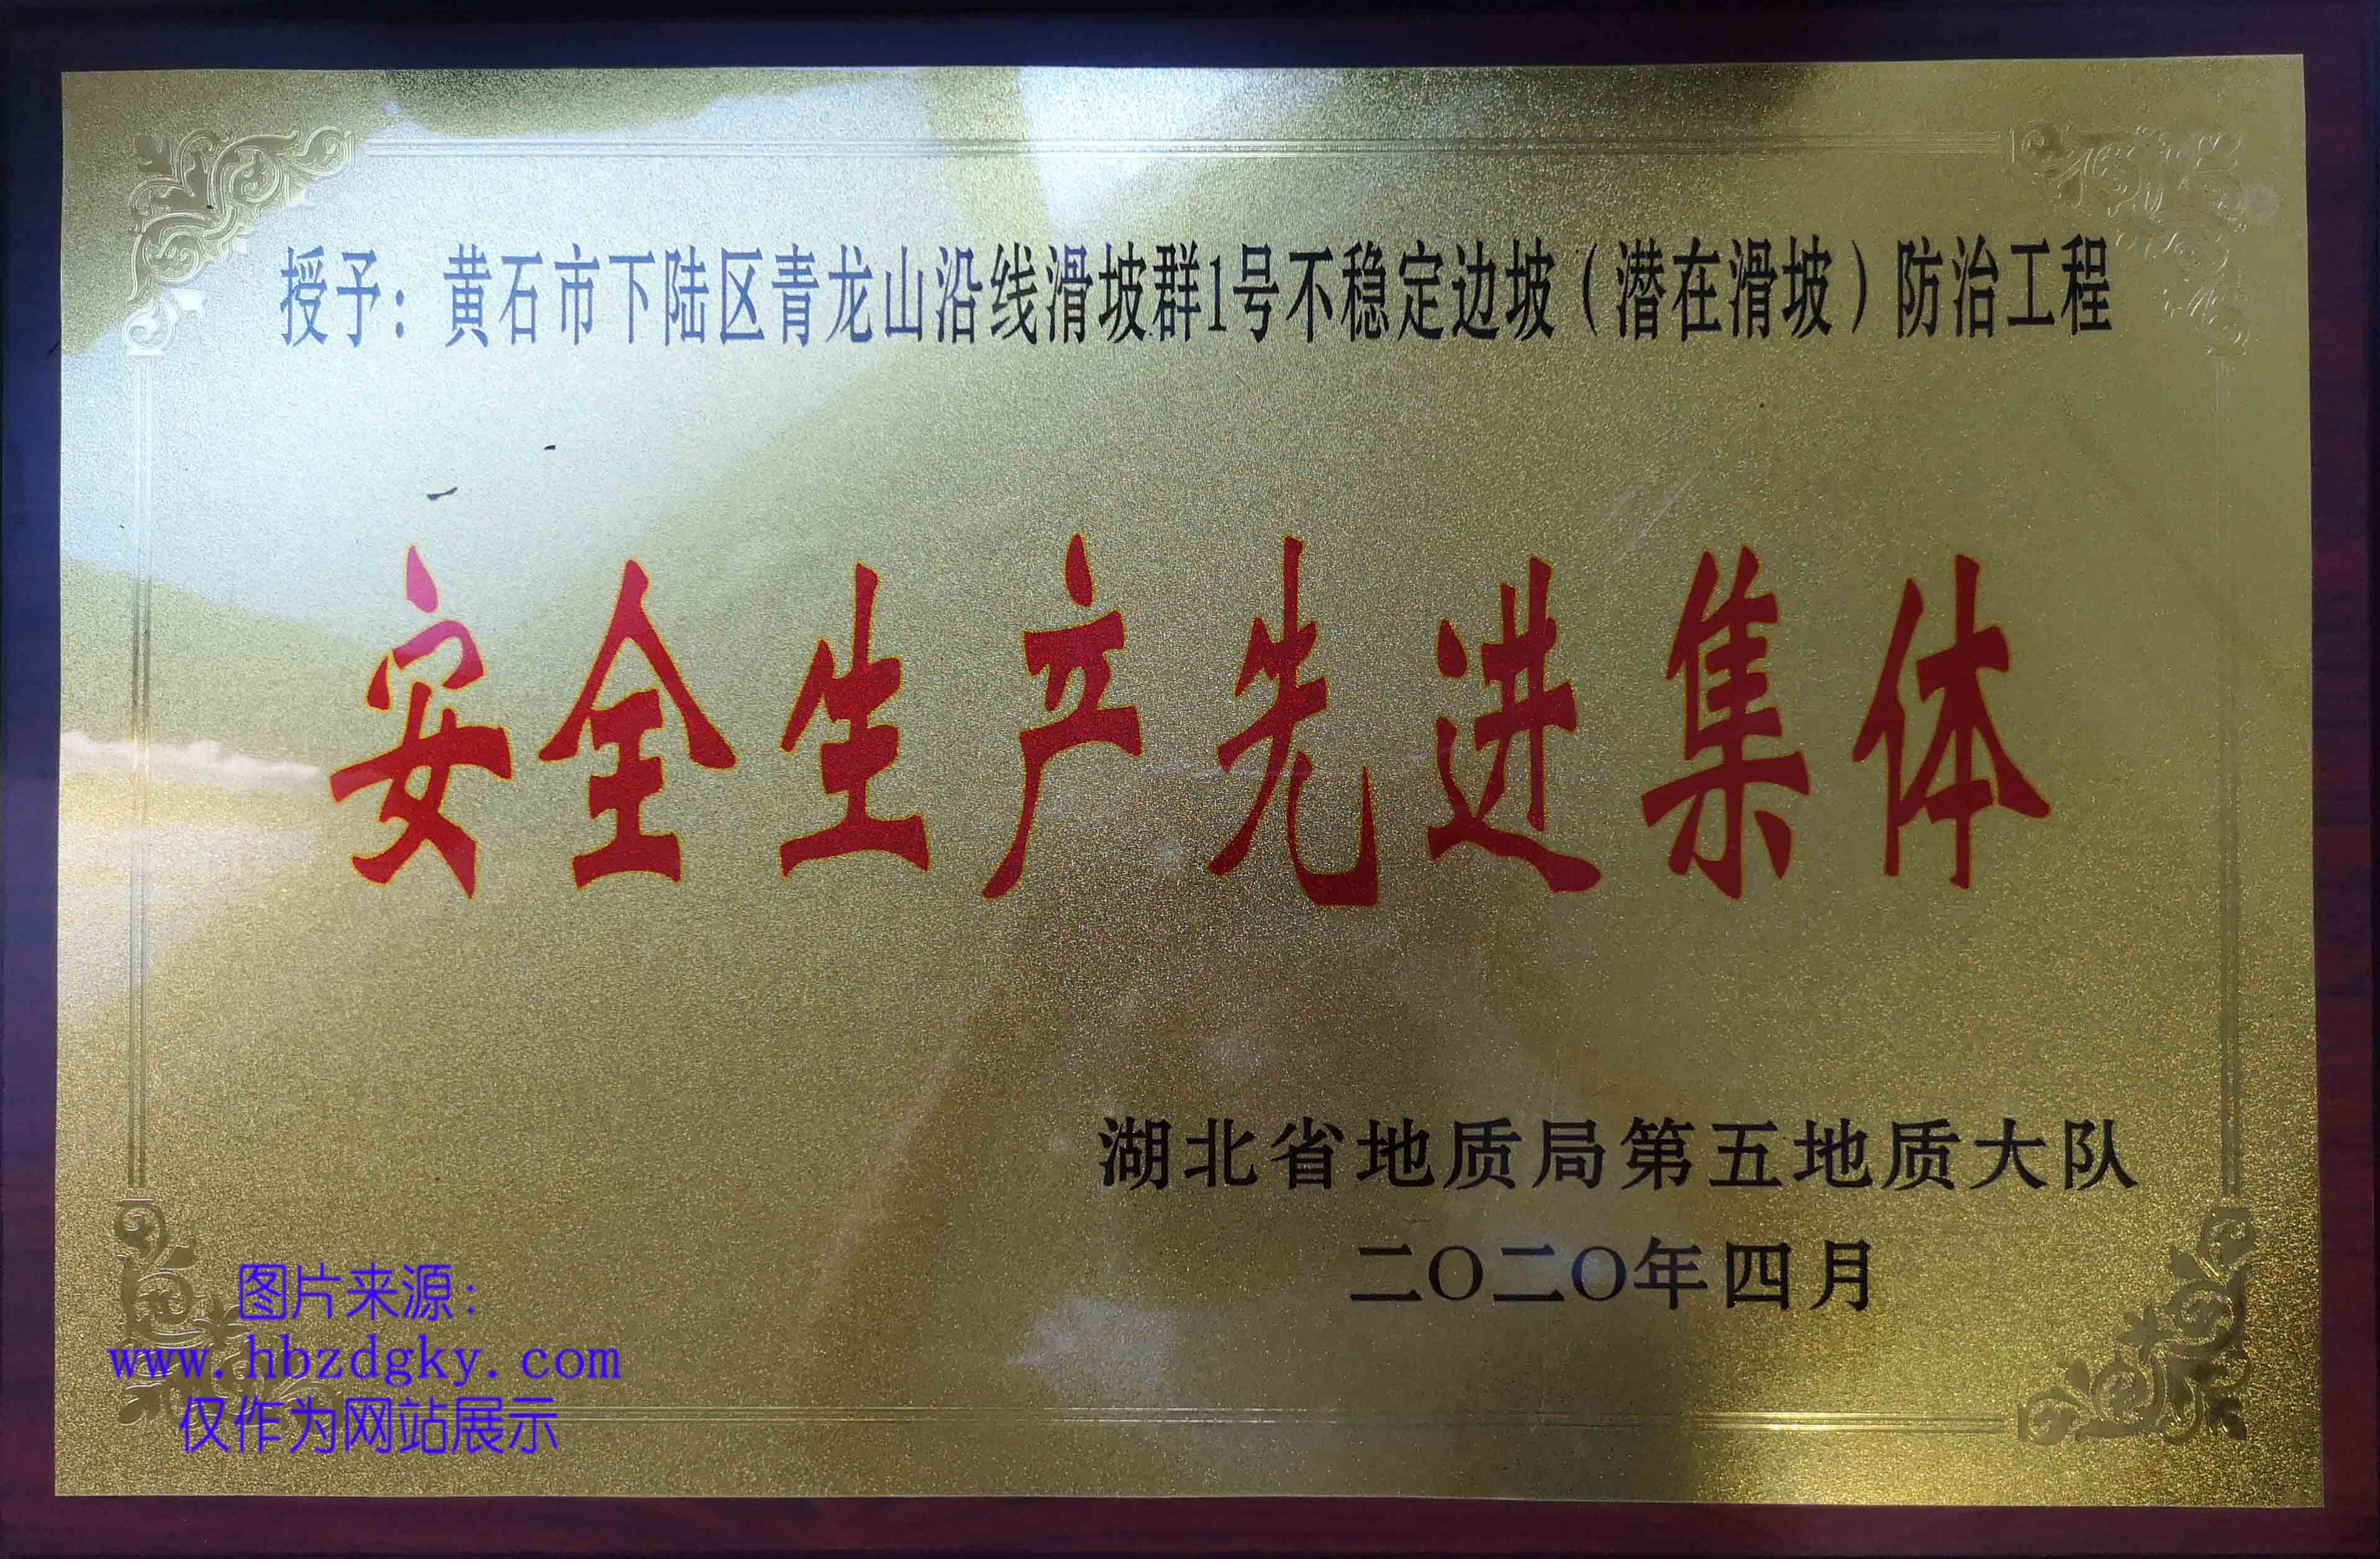 授予：黄石市下陆区青龙山沿线滑坡群1号不稳定边坡（潜在滑坡）防治工程
安全生产先进集体
湖北省地质局第五地质大队
二〇二〇年四月
图片来源：
www.hbzdgky.com
仅作为网站展示